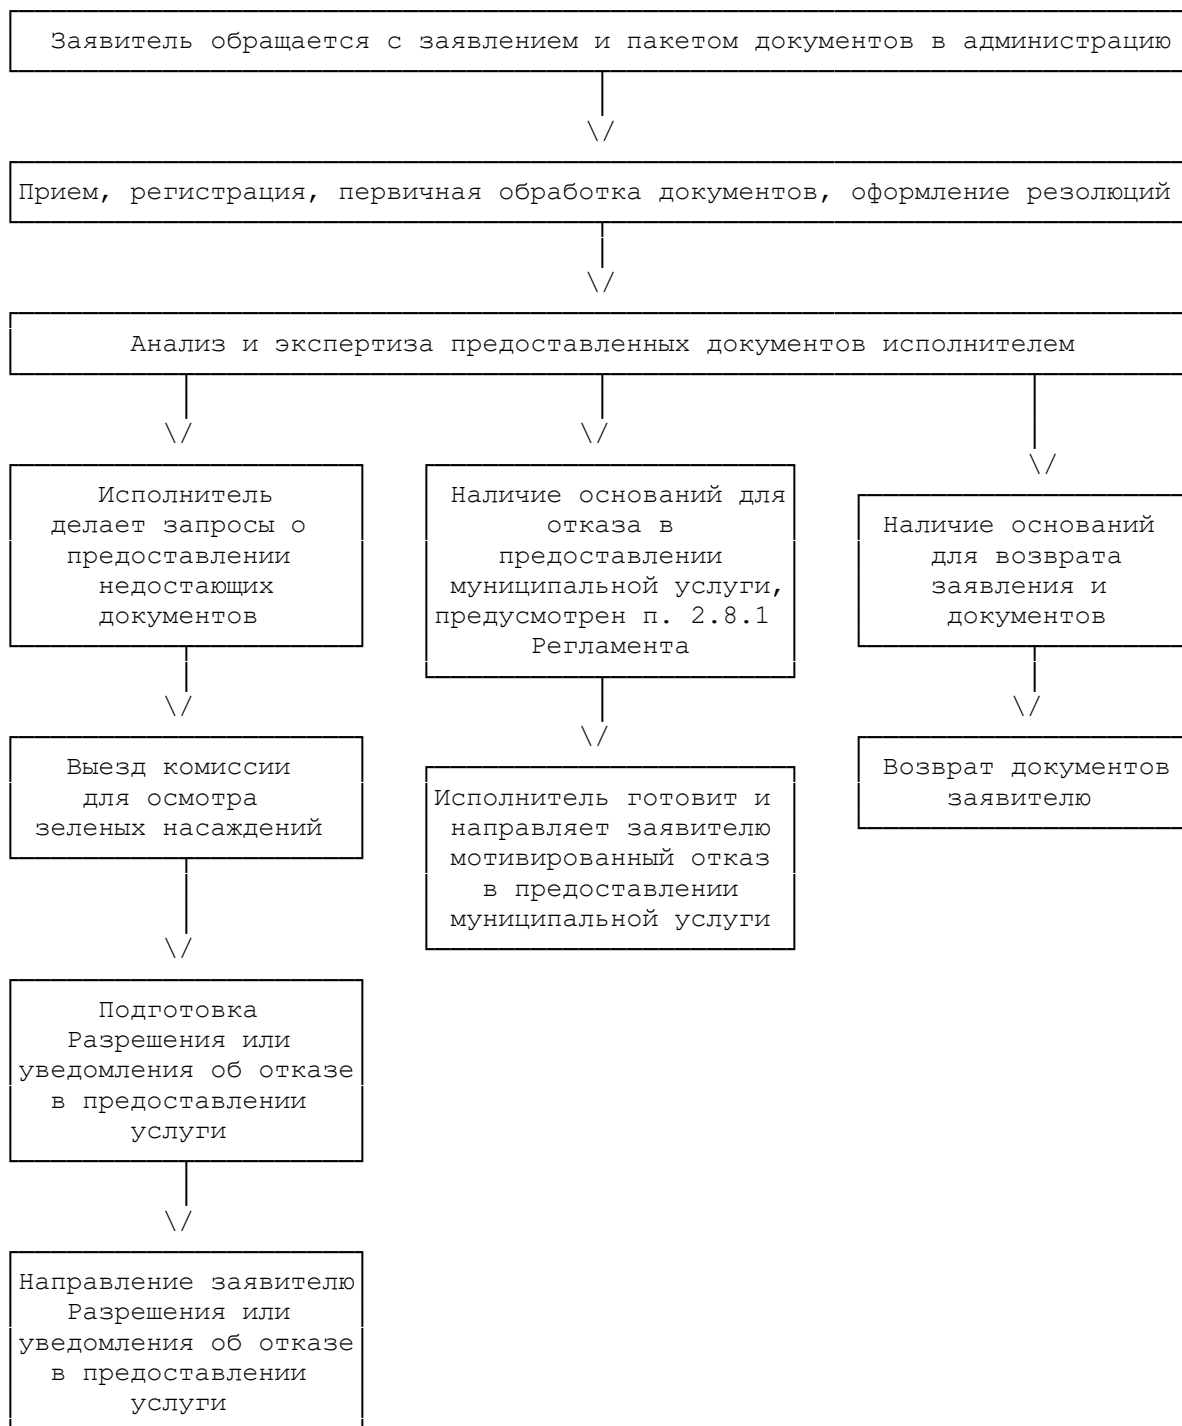 Заявитель обращается с заявлением и пакетом документов в администрацию
Прием, регистрация, первичная обработка документов, оформление резолюций
Анализ и экспертиза предоставленных документов исполнителем
Исполнитель
делает запросы о
предоставлении
недостающих
документов
Наличие оснований для
отказа в
предоставлении
муниципальной услуги,
предусмотрен п. 2.8.1
Регламента
Наличие оснований
для возврата
заявления и
документов
Выезд комиссии
для осмотра
зеленых насаждений
Исполнитель готовит и
направляет заявителю
мотивированный отказ
в предоставлении
муниципальной услуги
Возврат документов
заявителю
Подготовка
Разрешения или
уведомления об отказе
в предоставлении
услуги
Направление заявителю
Разрешения или
уведомления об отказе
в предоставлении
услуги